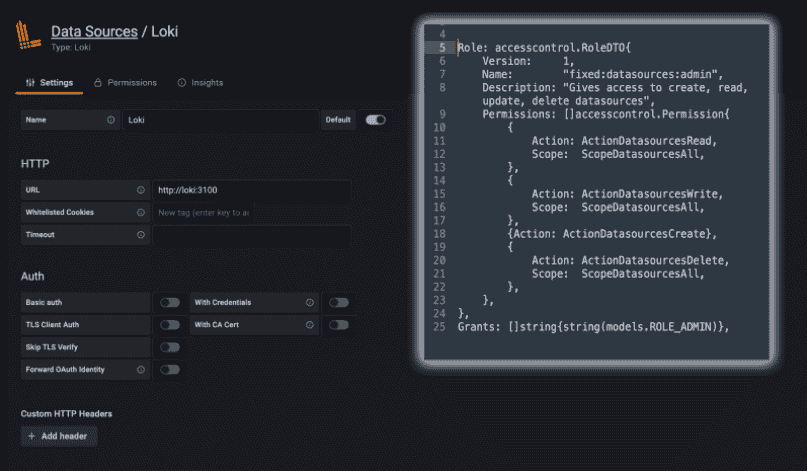 Data Sources / Loki
Type: Loki
Settings
Permissions
Insights
Name
Loki
Default
HTTP
URL
http://loki:3100
Whitelisted Cookies
New tag (enter key to ac
Timeout
Auth
Basic auth
With Credentials
TLS Client Auth
With CA Cert
Skip TLS Verify
Forward OAuth Identity
Custom HTTP Headers
+ Add header
4
5 Role: accesscontrol.RoleDTO{
6 Version: 1,
7 Name: "fixed:datasources:admin",
8 Description: "Gives access to create, read,
update, delete datasources",
9 Permissions: []accesscontrol.Permission{
10 {
11 Action: ActionDatasourcesRead,
12 Scope: ScopeDatasourcesAll,
13 },
14 {
15 Action: ActionDatasourcesWrite,
16 Scope: ScopeDatasourcesAll,
17 },
18 {Action: ActionDatasourcesCreate},
19 {
20 Action: ActionDatasourcesDelete,
21 Scope: ScopeDatasourcesAll,
22 },
23 },
24 },
25 Grants: []string{string(models.ROLE_ADMIN)},